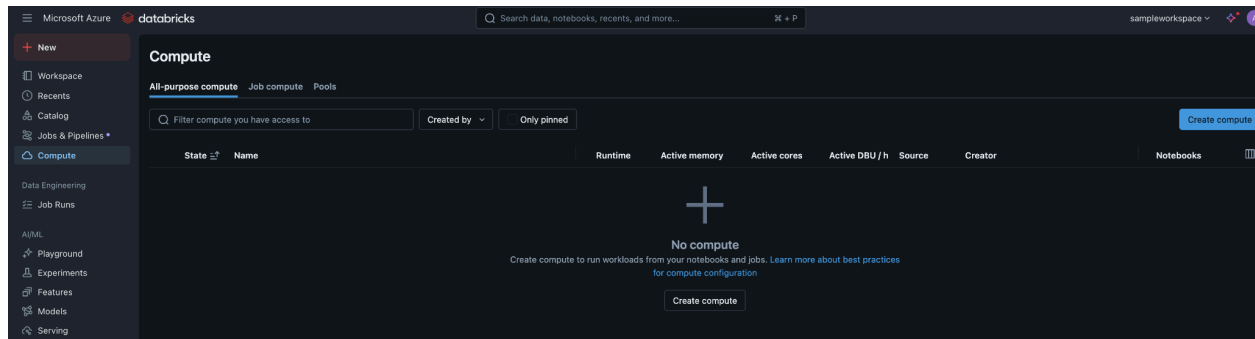 Microsoft Azure databricks
Search data, notebooks, recents, and more...
⌘ + P
sampleworkspace
New
Workspace
Recents
Catalog
Jobs & Pipelines
Compute
Data Engineering
Job Runs
AI/ML
Playground
Experiments
Features
Models
Serving
Compute
All-purpose compute Job compute Pools
Filter compute you have access to
Created by
Only pinned
Create compute
State Name Runtime Active memory Active cores Active DBU / h Source Creator Notebooks
No compute
Create compute to run workloads from your notebooks and jobs. Learn more about best practices
for compute configuration
Create compute